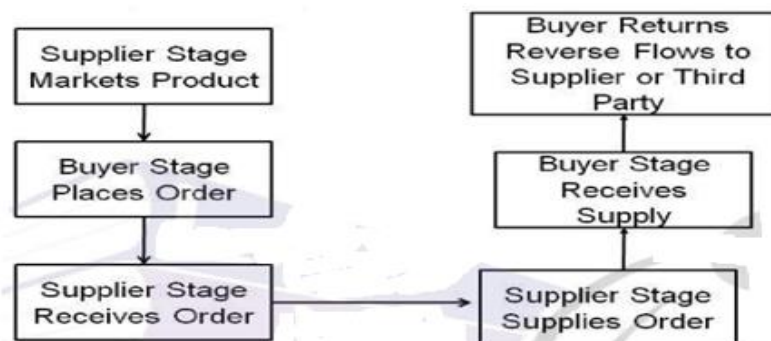 Supplier Stage
Markets Product
Buyer Stage
Places Order
Supplier Stage
Receives Order
Supplier Stage
Supplies Order
Buyer Stage
Receives
Supply
Buyer Returns
Reverse Flows to
Supplier or Third
Party